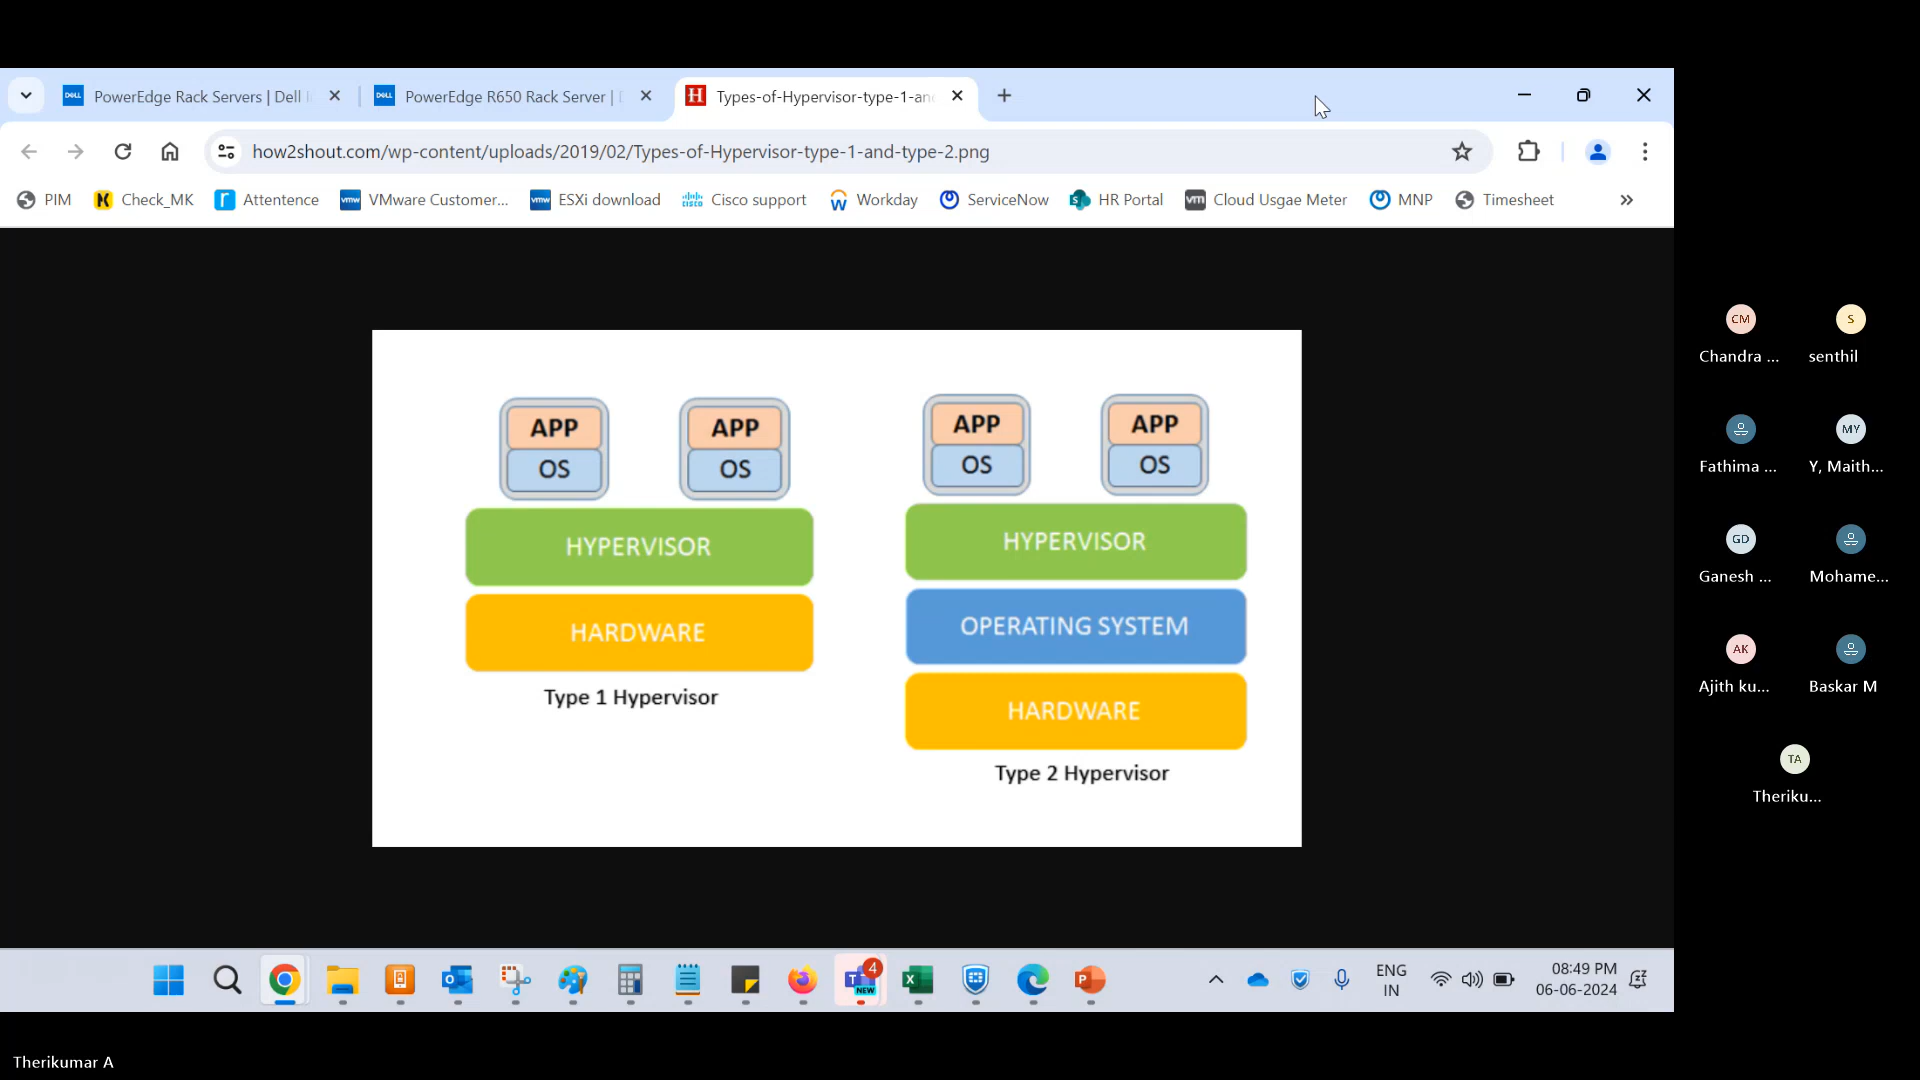 PowerEdge Rack Servers | Dell
PowerEdge R650 Rack Server |
Types-of-Hypervisor-type-1-an
how2shout.com/wp-content/uploads/2019/02/Types-of-Hypervisor-type-1-and-type-2.png
PIM Check_MK Attentence VMware Customer... ESXi download Cisco support Workday ServiceNow HR Portal Cloud Usgae Meter MNP Timesheet
APP APP APP APP
OS OS OS OS
HYPERVISOR HYPERVISOR
HARDWARE OPERATING SYSTEM
Type 1 Hypervisor HARDWARE
Type 2 Hypervisor
CM S
Chandra ... senthil
MY
Fathima ... Y, Maith...
GD
Ganesh ... Mohame...
AK
Ajith ku... Baskar M
TA
Theriku...
4
NEW
ENG
IN
08:49 PM
06-06-2024
Therikumar A